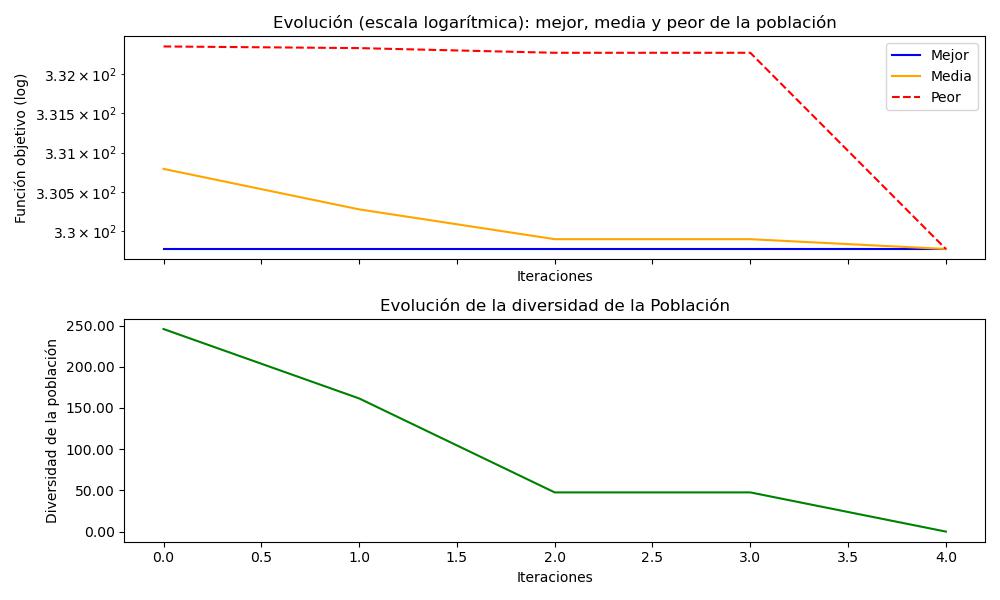 Evolución (escala logarítmica): mejor, media y peor de la población
Función objetivo (log)
3.32 × 10²
3.315 × 10²
3.31 × 10²
3.305 × 10²
3.3 × 10²
Mejor
Media
Peor
Iteraciones
Evolución de la diversidad de la Población
Diversidad de la población
250.00
200.00
150.00
100.00
50.00
0.00
0.0 0.5 1.0 1.5 2.0 2.5 3.0 3.5 4.0
Iteraciones